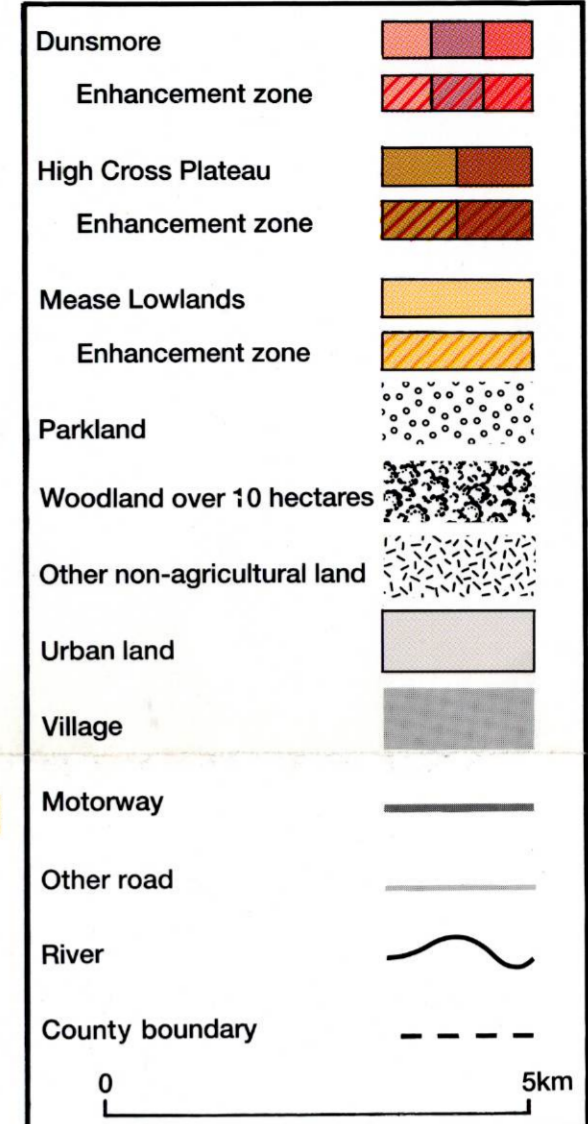 Dunsmore
Enhancement zone
High Cross Plateau
Enhancement zone
Mease Lowlands
Enhancement zone
Parkland
Woodland over 10 hectares
Other non-agricultural land
Urban land
Village
Motorway
Other road
River
County boundary
0 5km